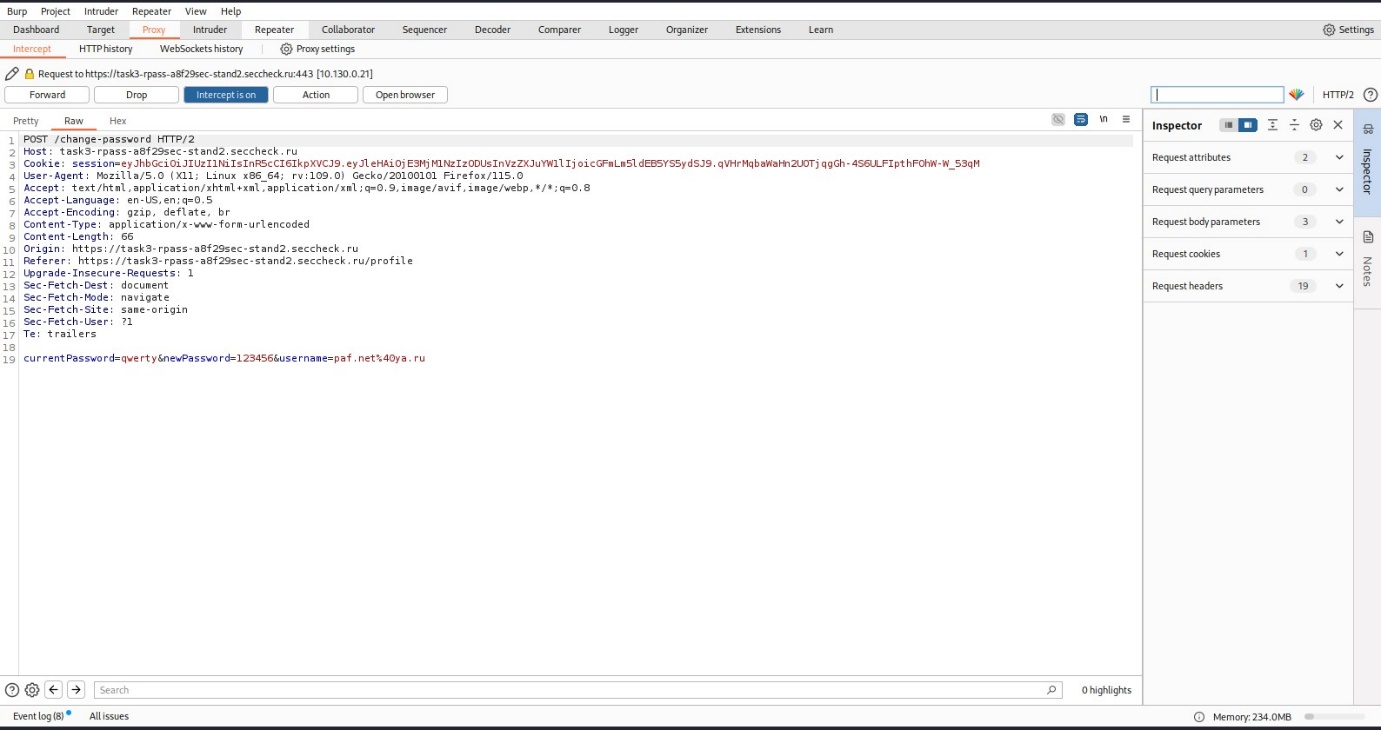 Burp Project Intruder Repeater View Help
Dashboard Target Proxy Intruder Repeater Collaborator Sequencer Decoder Comparer Logger Organizer Extensions Learn Settings
Intercept HTTP history WebSockets history Proxy settings
Request to https://task3-rpass-a8f29sec-stand2.seccheck.ru:443 [10.130.0.21]
Forward Drop Intercept is on Action Open browser HTTP/2
Pretty Raw Hex \n
Inspector
1 POST /change-password HTTP/2
2 Host: task3-rpass-a8f29sec-stand2.seccheck.ru
3 Cookie: session=eyJhbGciOiJIUzI1NiIsInR5cCI6IkpXVCJ9.eyJleHAiOjE3MjM1NzIzODUsInVzZXJuYW1lIjoicGFmLm5ldEB5YS5ydSJ9.qVHrMqbaWaHn2UOTjqgGh-4S6ULFIpthFOhW-W_53qM
4 User-Agent: Mozilla/5.0 (X11; Linux x86_64; rv:109.0) Gecko/20100101 Firefox/115.0
5 Accept: text/html,application/xhtml+xml,application/xml;q=0.9,image/avif,image/webp,*/*;q=0.8
6 Accept-Language: en-US,en;q=0.5
7 Accept-Encoding: gzip, deflate, br
8 Content-Type: application/x-www-form-urlencoded
9 Content-Length: 66
10 Origin: https://task3-rpass-a8f29sec-stand2.seccheck.ru
11 Referer: https://task3-rpass-a8f29sec-stand2.seccheck.ru/profile
12 Upgrade-Insecure-Requests: 1
13 Sec-Fetch-Dest: document
14 Sec-Fetch-Mode: navigate
15 Sec-Fetch-Site: same-origin
16 Sec-Fetch-User: ?1
17 Te: trailers
18
19 currentPassword=qwerty&newPassword=123456&username=paf.net%40ya.ru
Request attributes 2
Request query parameters 0
Request body parameters 3
Request cookies 1
Request headers 19
Inspector
Notes
Search 0 highlights
Event log (8) All issues Memory: 234.0MB